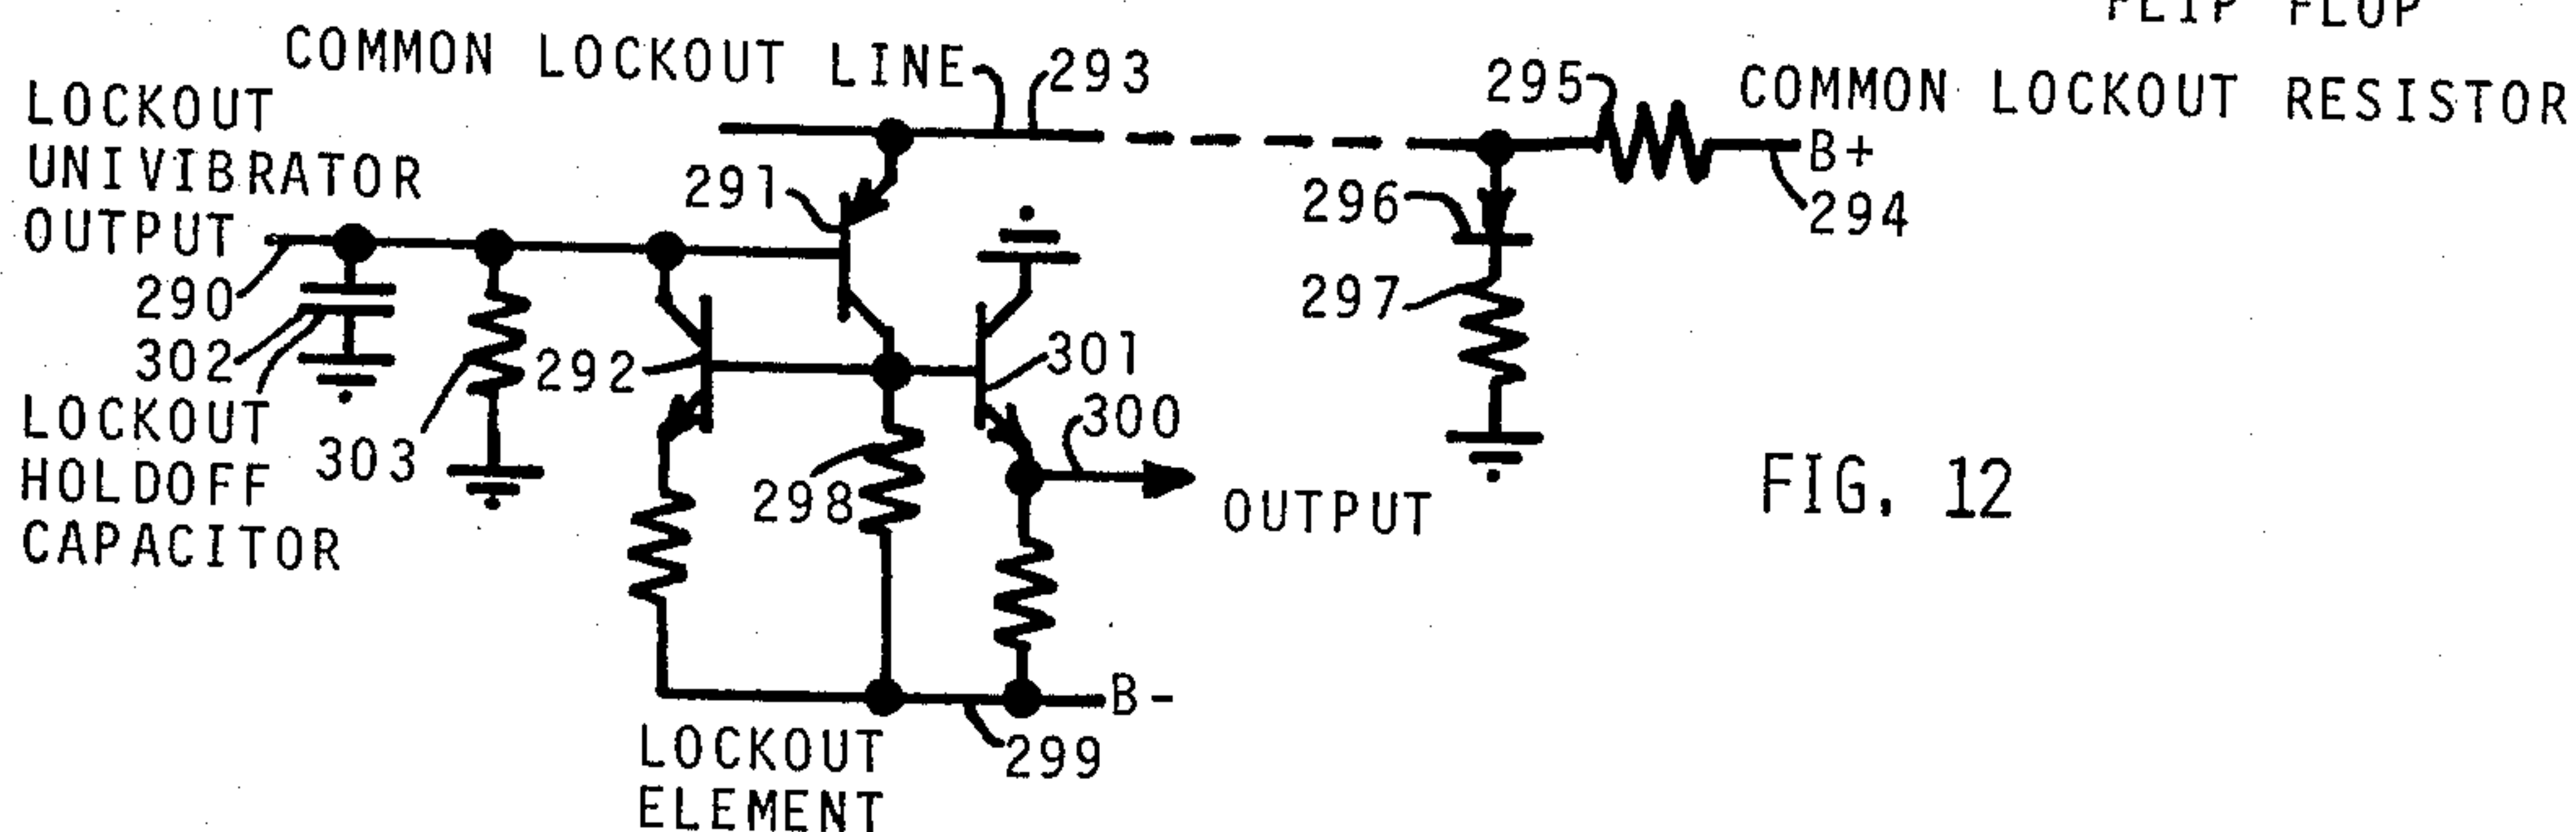 FLIP FLOP
COMMON LOCKOUT LINE
293
295
COMMON LOCKOUT RESISTOR
B+
294
LOCKOUT
UNIVIBRATOR
OUTPUT
290
291
296
297
302
303
292
301
300
LOCKOUT
HOLDOFF
CAPACITOR
298
OUTPUT
FIG. 12
B-
299
LOCKOUT
ELEMENT